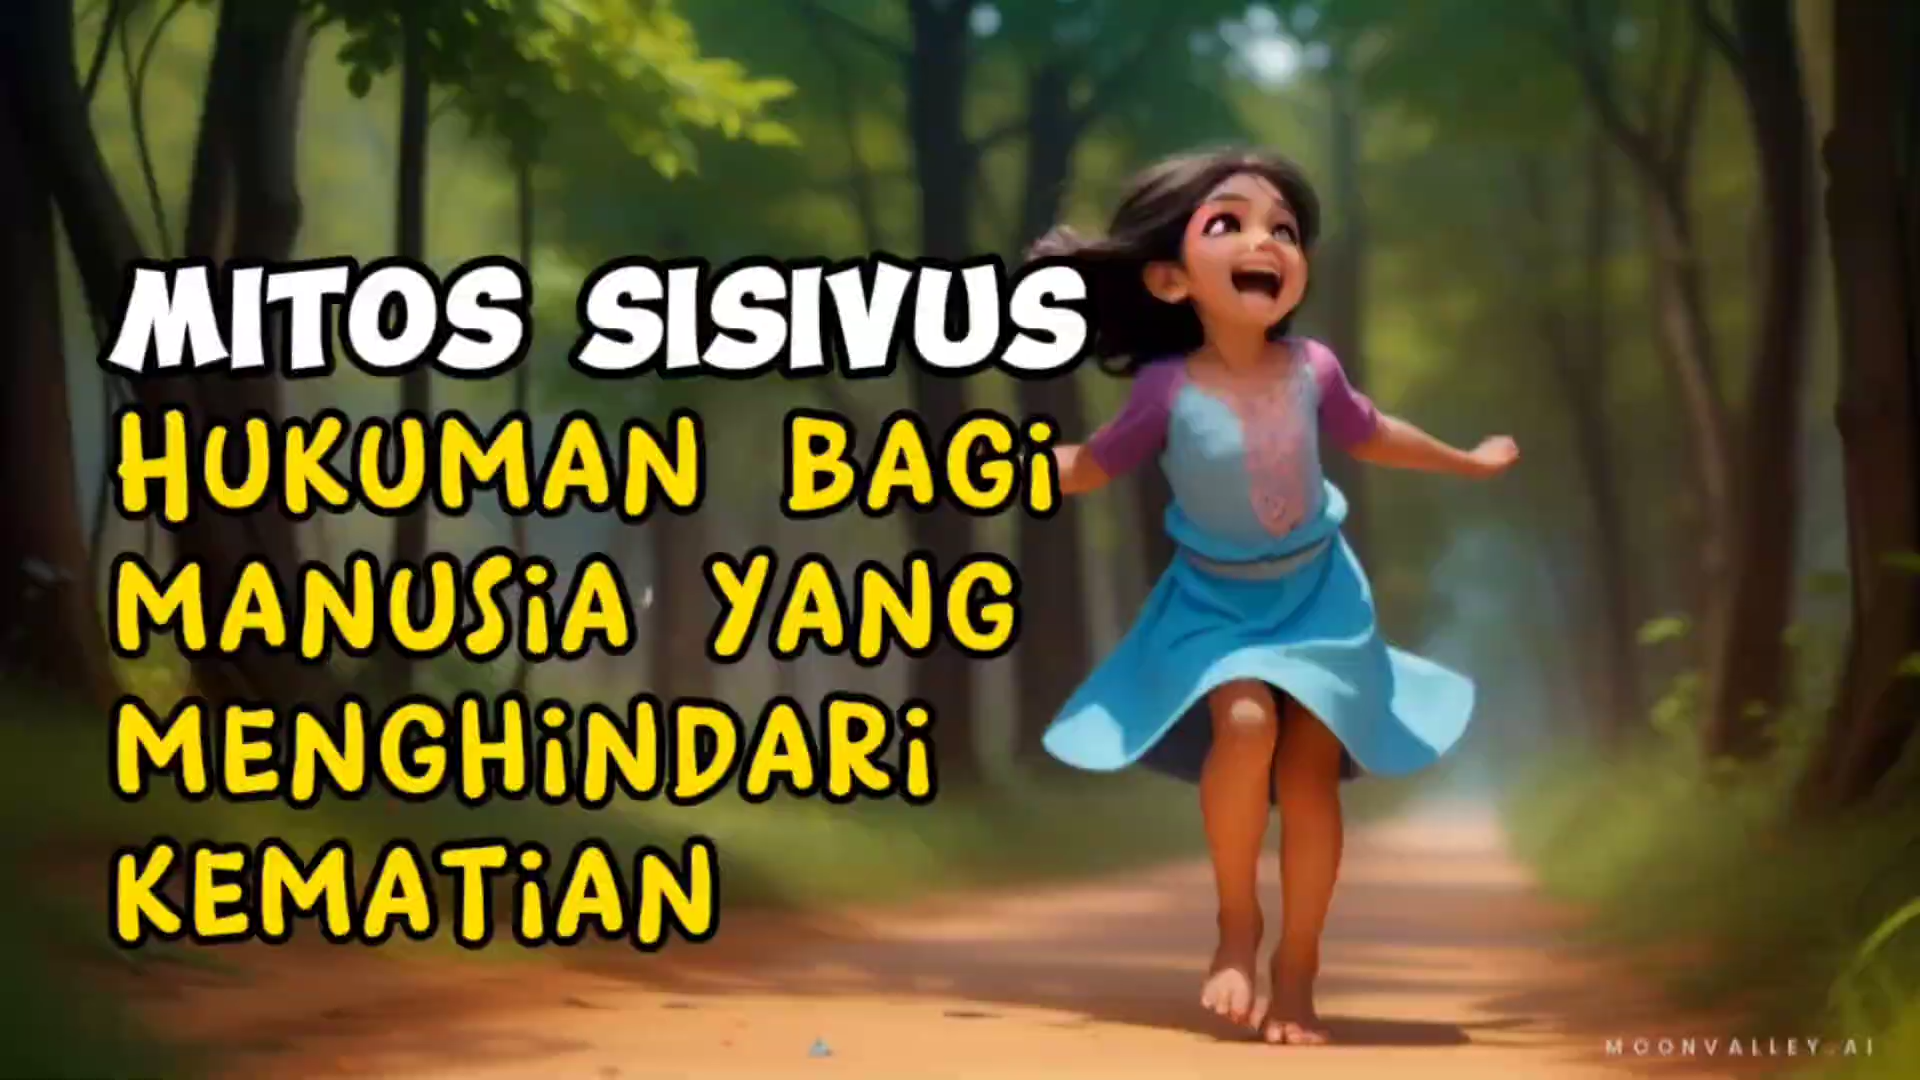 MITOS SISIVUS
HUKUMAN BAGI
MANUSIA YANG
MENGHINDARI
KEMATIAN
MOONVALLEY.AI